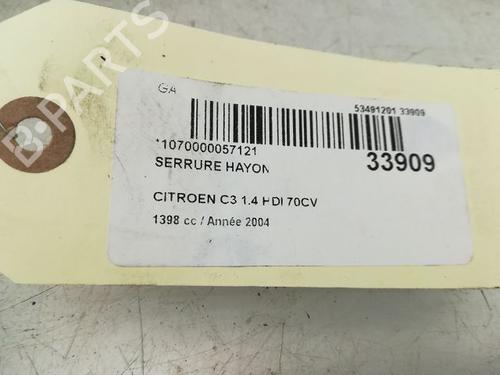 GA
53491201 33909
*1070000057121
33909
SERRURE HAYON
CITROEN C3 1.4 HDI 70CV
1398 cc / Année 2004
B-PARTS